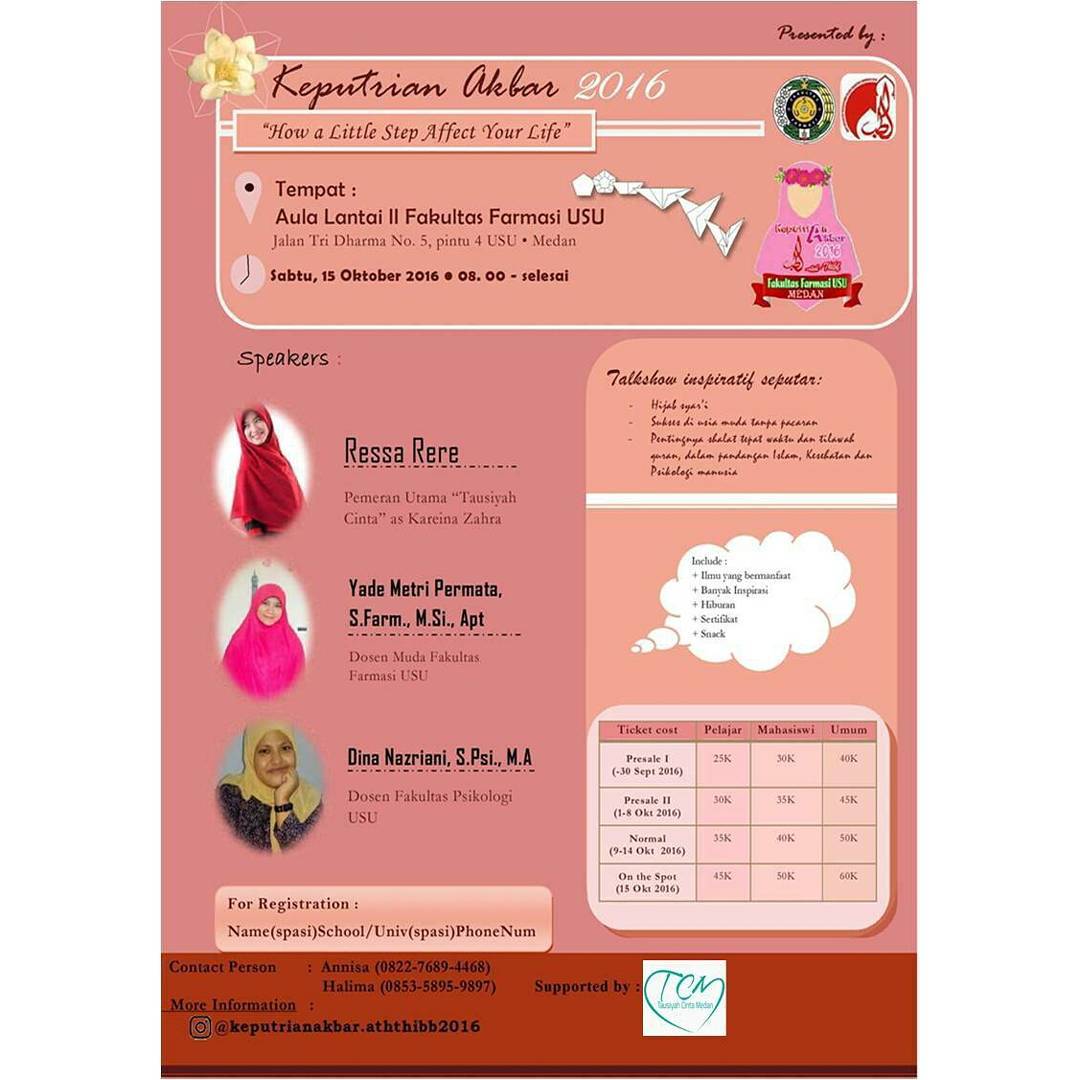 Presented by :
Keputrian Akbar 2016
"How a Little Step Affect Your Life"
Tempat :
Aula Lantai II Fakultas Farmasi USU
Jalan Tri Dharma No. 5, pintu 4 USU • Medan
Sabtu, 15 Oktober 2016 ● 08. 00 - selesai
Keputrian
Akbar
2016
Fakultas Farmasi USU
MEDAN
Speakers :
Ressa Rere
Pemeran Utama "Tausiyah
Cinta" as Kareina Zahra
Yade Metri Permata,
S.Farm., M.Si., Apt
Dosen Muda Fakultas
Farmasi USU
Dina Nazriani, S.Psi., M.A
Dosen Fakultas Psikologi
USU
Talkshow inspiratif seputar:
- Hijab syar'i
- Sukses di usia muda tanpa pacaran
- Pentingnya shalat tepat waktu dan tilawah
quran, dalam pandangan Islam, Kesehatan dan
Psikologi manusia
Include :
+ Ilmu yang bermanfaat
+ Banyak Inspirasi
+ Hiburan
+ Sertifikat
+ Snack
Ticket cost Pelajar Mahasiswi Umum
Presale I 25K 30K 40K
(-30 Sept 2016)
Presale II 30K 35K 45K
(1-8 Okt 2016)
Normal 35K 40K 50K
(9-14 Okt 2016)
On the Spot 45K 50K 60K
(15 Okt 2016)
For Registration :
Name(spasi)School/Univ(spasi)PhoneNum
Contact Person : Annisa (0822-7689-4468)
Halima (0853-5895-9897)
Supported by :
TCM
Tausiyah Cinta Medan
More Information :
@keputrianakbar.aththibb2016